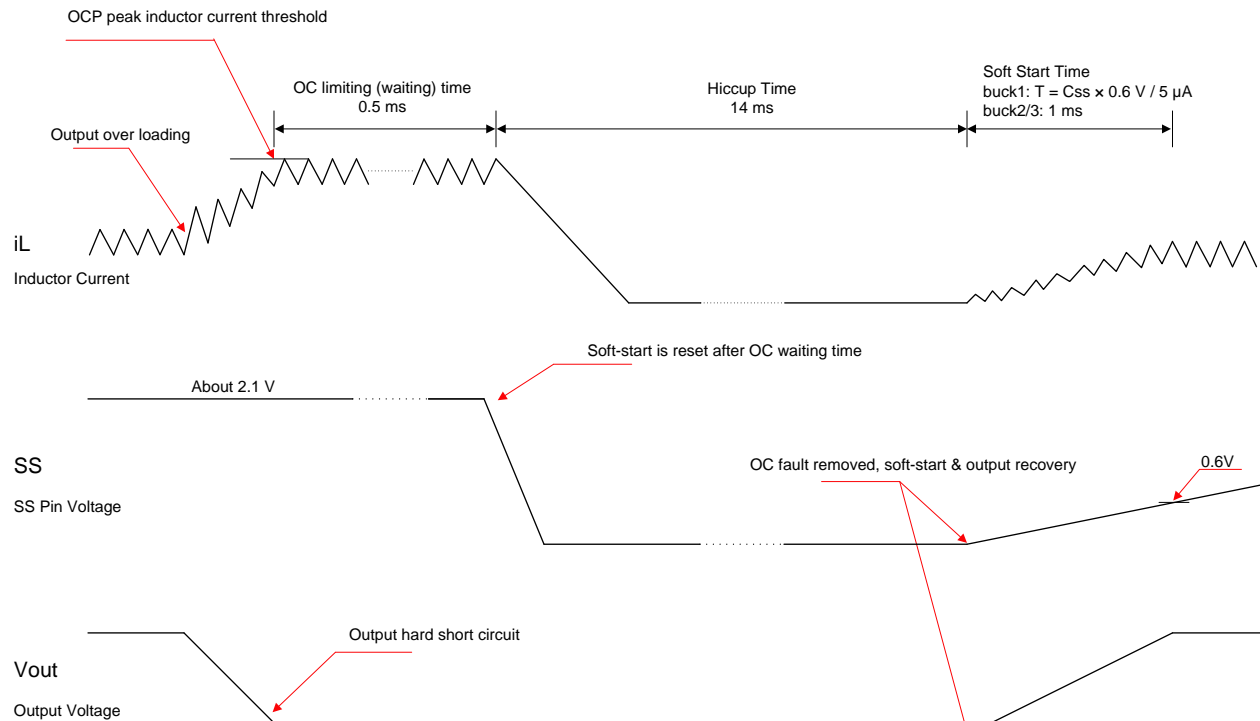 OCP peak inductor current threshold
OC limiting (waiting) time
0.5 ms
Hiccup Time
14 ms
Soft Start Time
buck1: T = Css × 0.6 V / 5 µA
buck2/3: 1 ms
Output over loading
iL
Inductor Current
Soft-start is reset after OC waiting time
About 2.1 V
SS
SS Pin Voltage
OC fault removed, soft-start & output recovery
0.6V
Output hard short circuit
Vout
Output Voltage